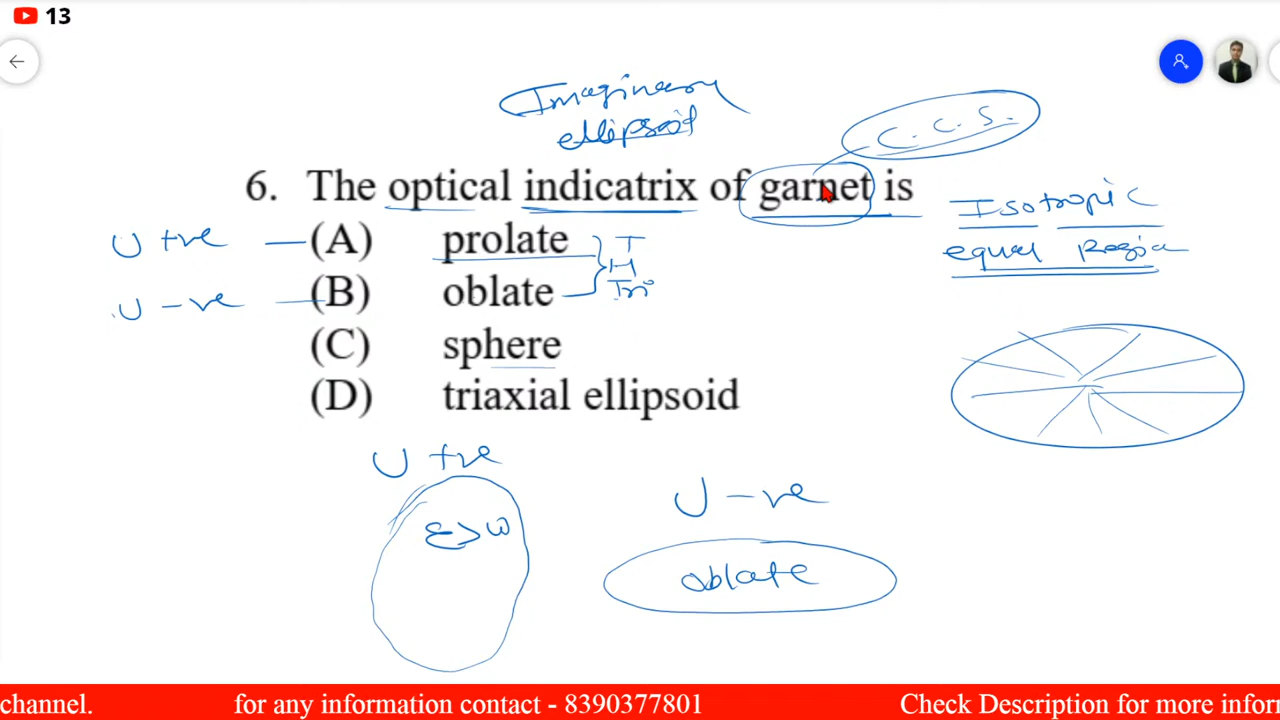 13
Imaginary
ellipsoid
C. C. S.
6. The optical indicatrix of garnet is
Isotropic
equal
U +ve (A) prolate T
H
U -ve (B) oblate Tri
(C) sphere
(D) triaxial ellipsoid
U +ve
ε>ω
U -ve
oblate
channel. for any information contact - 8390377801 Check Description for more infor